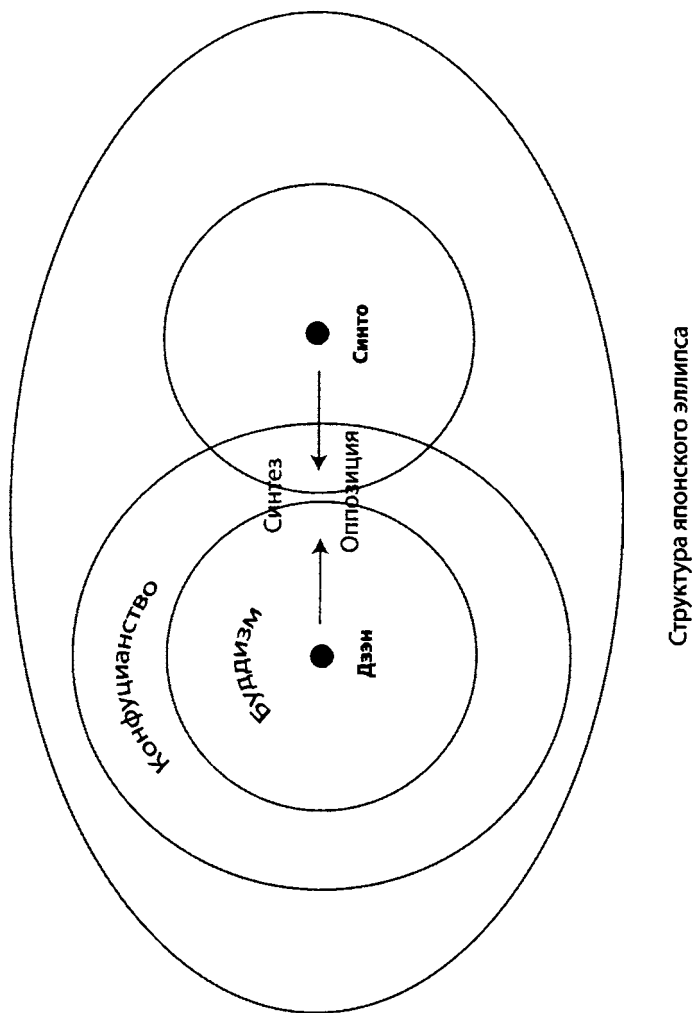 Конфуцианство
Буддизм
Дзэн
Синтез
Оппозиция
Синто
Структура японского эллипса